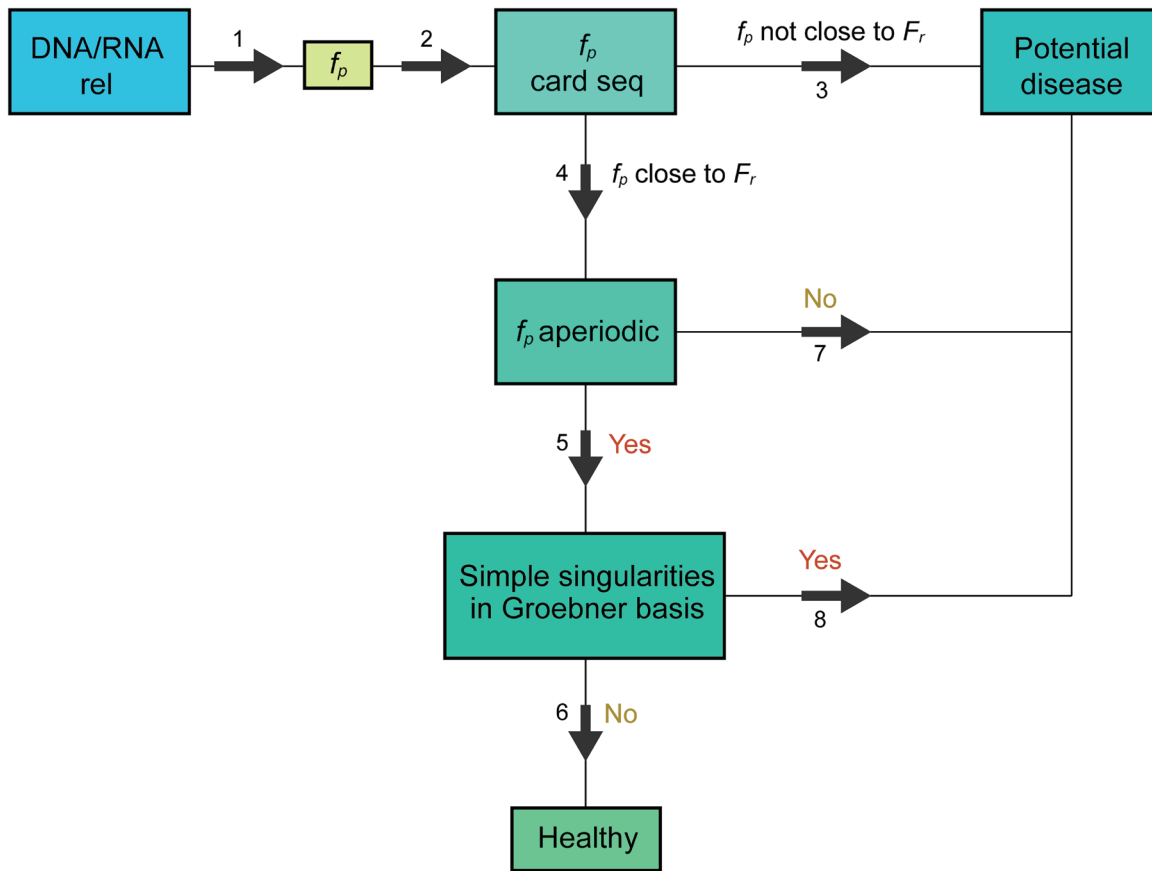 DNA/RNA
rel
1
f_p
2
f_p
card seq
f_p not close to F_r
3
Potential
disease
4
f_p close to F_r
f_p aperiodic
No
7
5
Yes
Simple singularities
in Groebner basis
Yes
8
6
No
Healthy